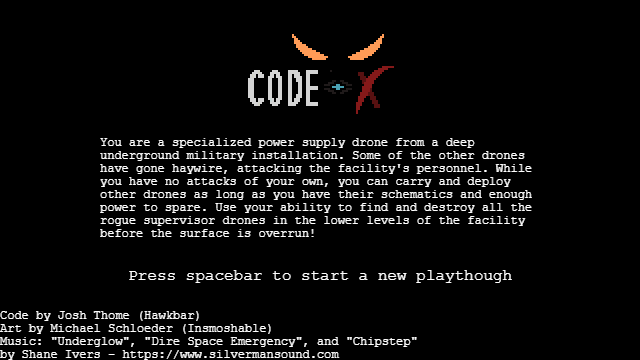 CODE X
You are a specialized power supply drone from a deep
underground military installation. Some of the other drones
have gone haywire, attacking the facility's personnel. While
you have no attacks of your own, you can carry and deploy
other drones as long as you have their schematics and enough
power to spare. Use your ability to find and destroy all the
rogue supervisor drones in the lower levels of the facility
before the surface is overrun!
Press spacebar to start a new playthough
Code by Josh Thome (Hawkbar)
Art by Michael Schloeder (Insmoshable)
Music: "Underglow", "Dire Space Emergency", and "Chipstep"
by Shane Ivers - https://www.silvermansound.com